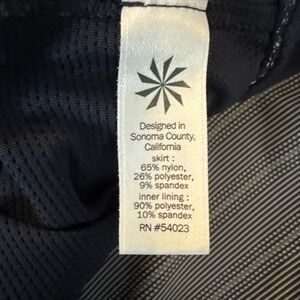 Designed in
Sonoma County,
California
skirt :
65% nylon,
26% polyester,
9% spandex
inner lining :
90% polyester,
10% spandex
RN #54023